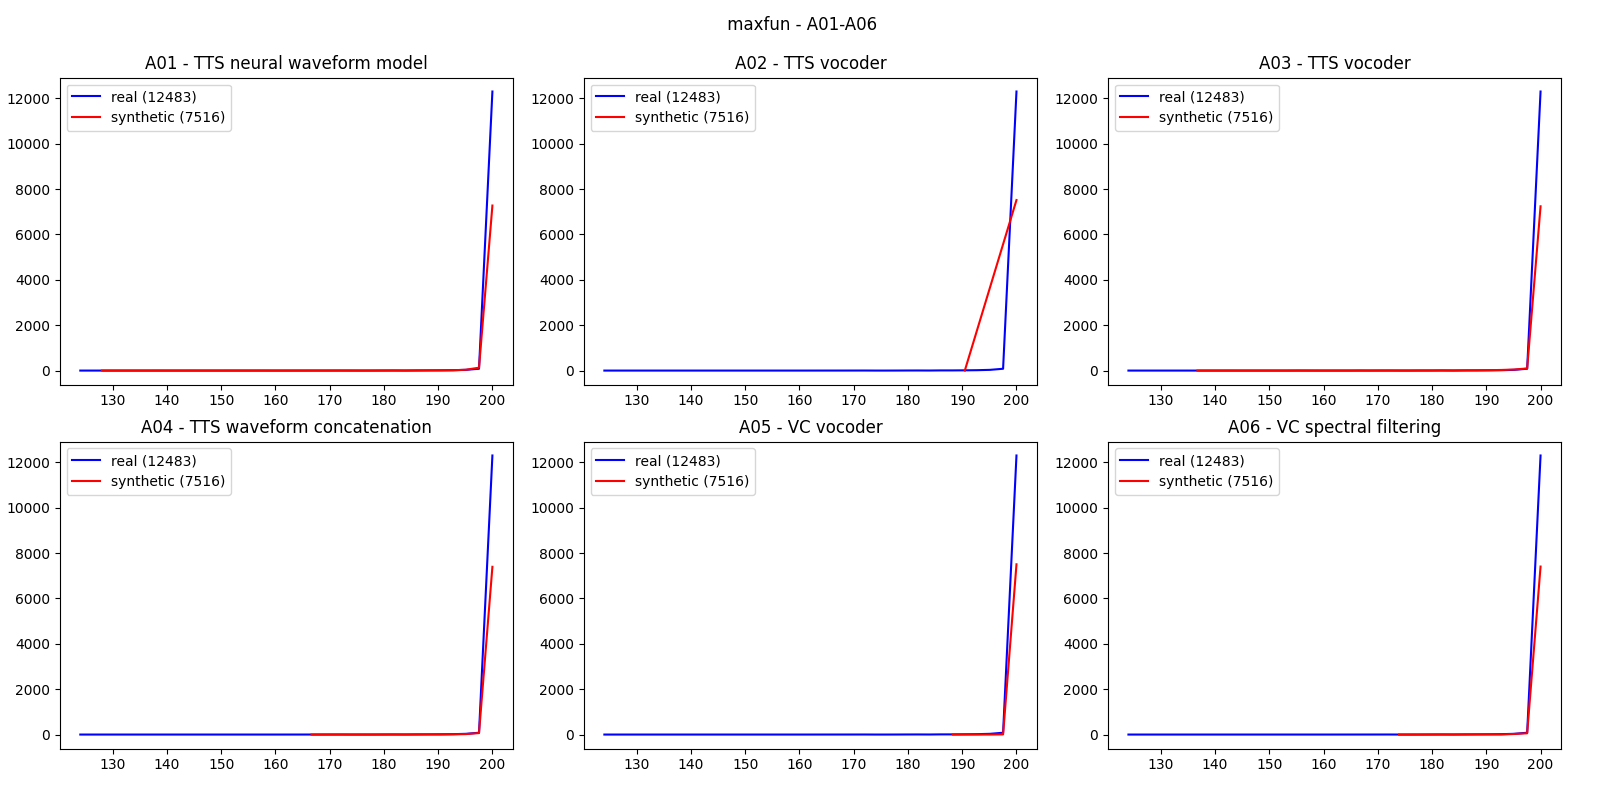 maxfun - A01-A06
A01 - TTS neural waveform model
12000
10000
8000
6000
4000
2000
0
real (12483)
synthetic (7516)
130 140 150 160 170 180 190 200
A02 - TTS vocoder
12000
10000
8000
6000
4000
2000
0
real (12483)
synthetic (7516)
130 140 150 160 170 180 190 200
A03 - TTS vocoder
12000
10000
8000
6000
4000
2000
0
real (12483)
synthetic (7516)
130 140 150 160 170 180 190 200
A04 - TTS waveform concatenation
12000
10000
8000
6000
4000
2000
0
real (12483)
synthetic (7516)
130 140 150 160 170 180 190 200
A05 - VC vocoder
12000
10000
8000
6000
4000
2000
0
real (12483)
synthetic (7516)
130 140 150 160 170 180 190 200
A06 - VC spectral filtering
12000
10000
8000
6000
4000
2000
0
real (12483)
synthetic (7516)
130 140 150 160 170 180 190 200